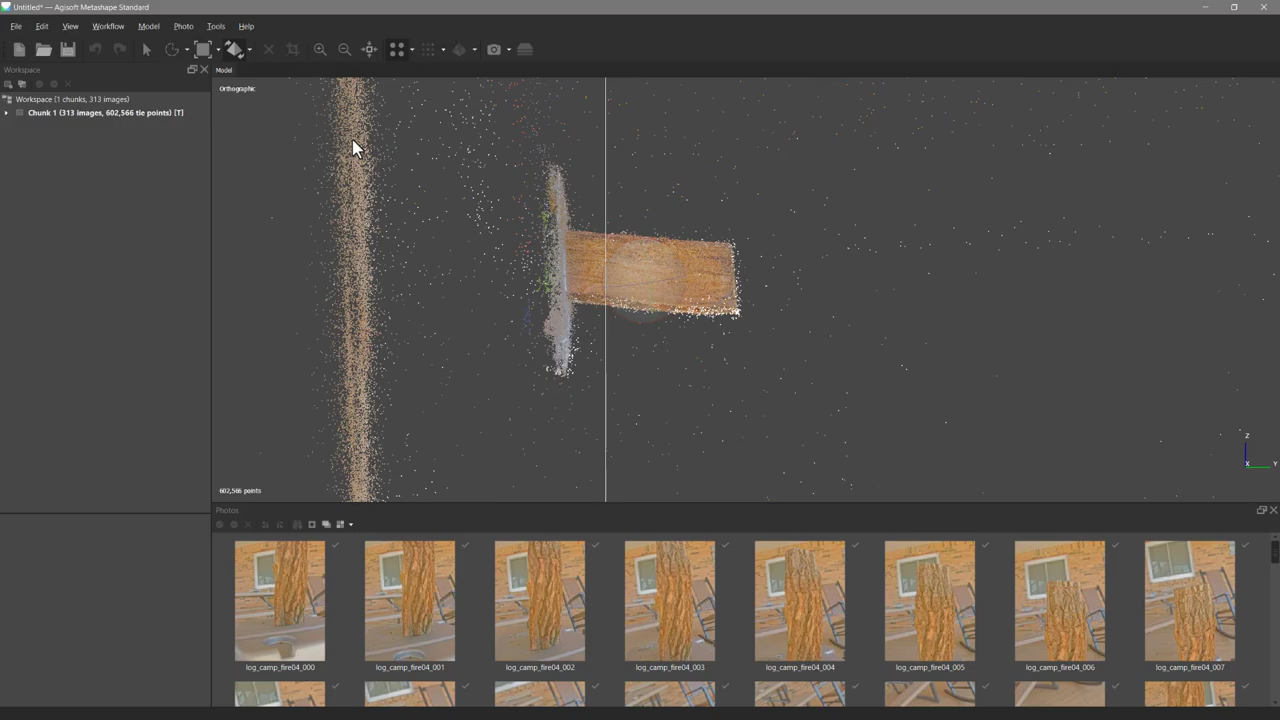 Untitled* — Agisoft Metashape Standard
File Edit View Workflow Model Photo Tools Help
Workspace
Model
Workspace (1 chunks, 313 images)
Chunk 1 (313 images, 602,566 tie points) [T]
Orthographic
Z
X
Y
602,566 points
Photos
log_camp_fire04_000
log_camp_fire04_001
log_camp_fire04_002
log_camp_fire04_003
log_camp_fire04_004
log_camp_fire04_005
log_camp_fire04_006
log_camp_fire04_007